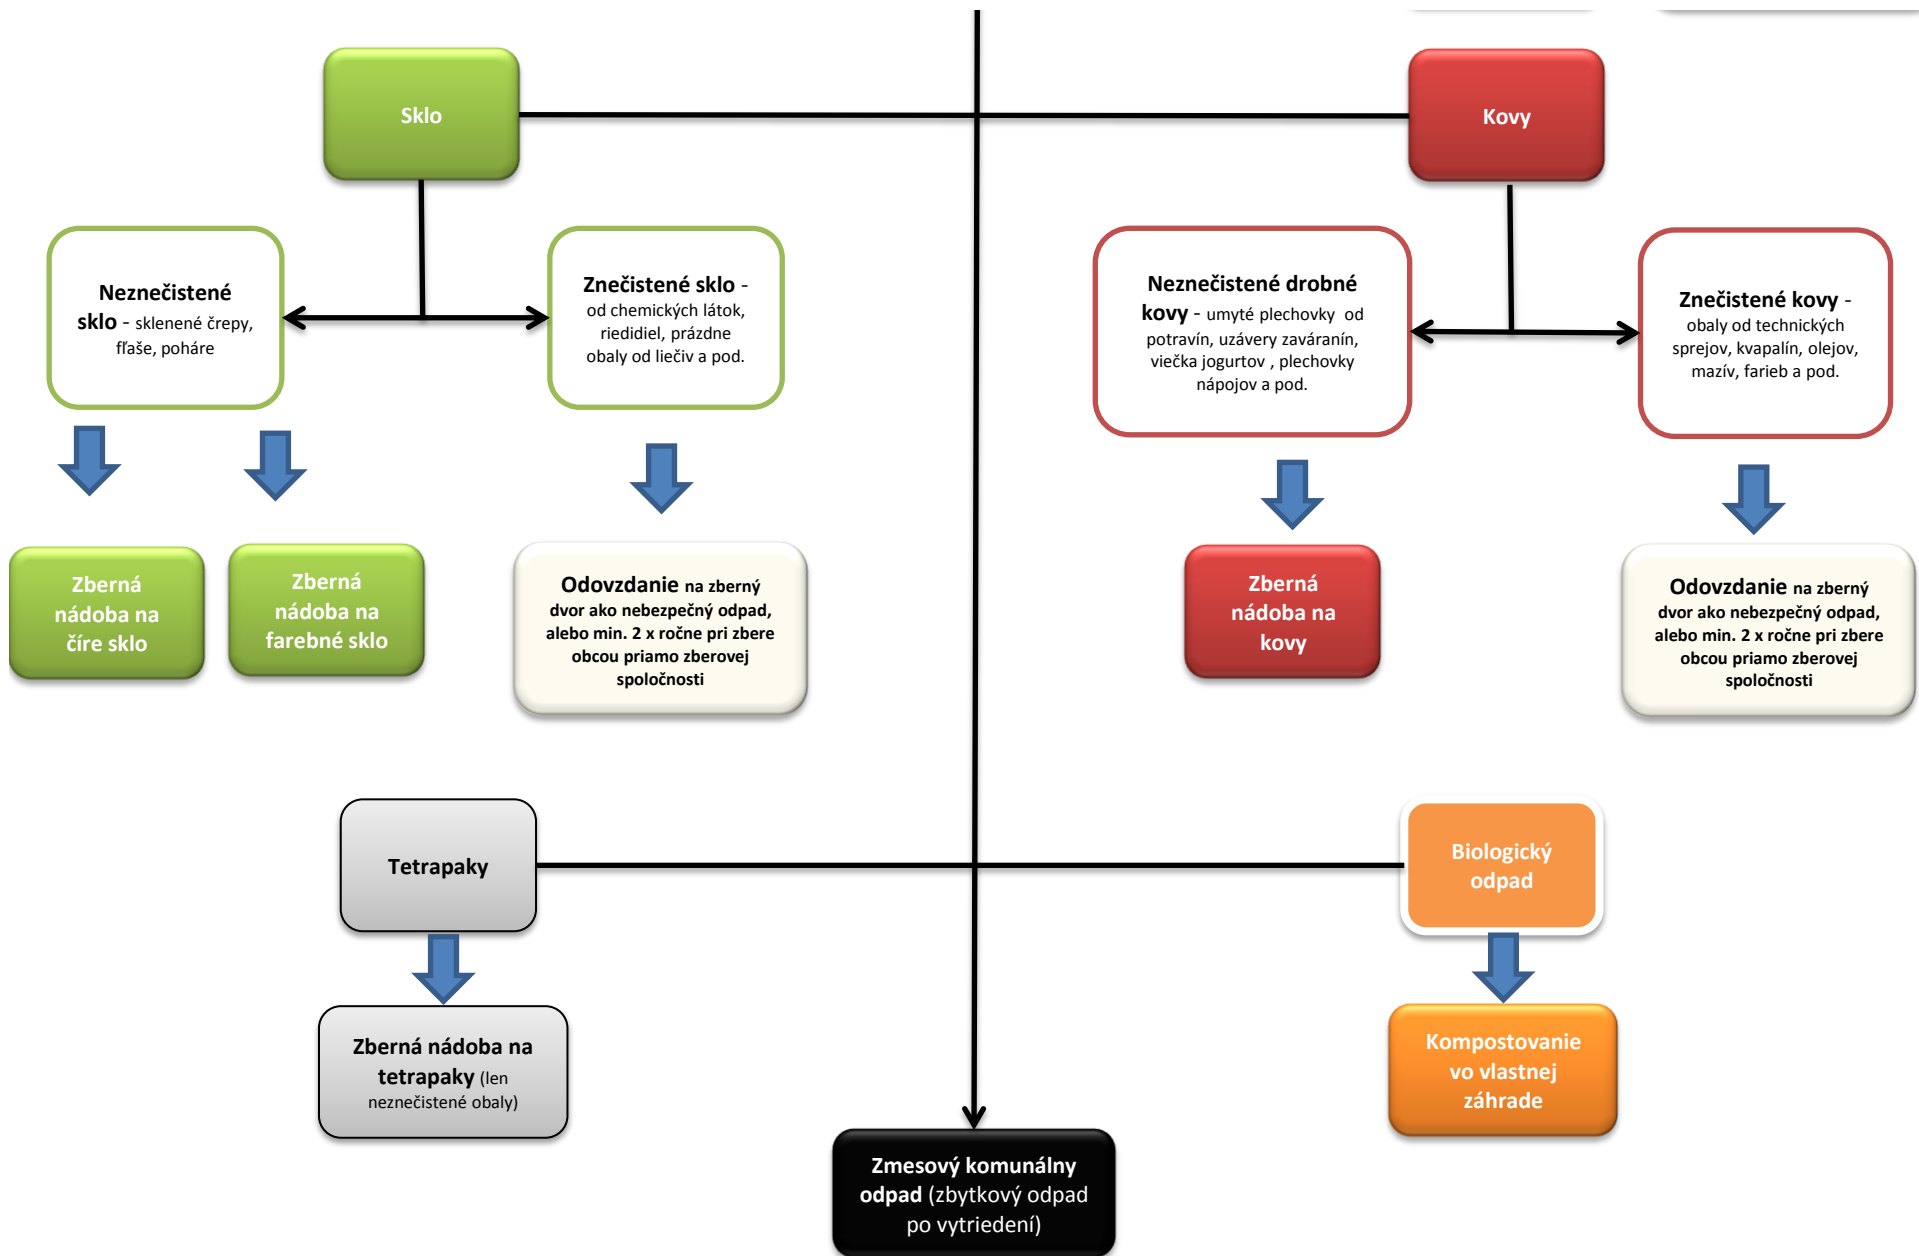 Sklo
Kovy
Neznečistené
sklo - sklenené črepy,
fľaše, poháre
Znečistené sklo -
od chemických látok,
riedidiel, prázdne
obaly od liečiv a pod.
Neznečistené drobné
kovy - umyté plechovky od
potravín, uzávery zaváranín,
viečka jogurtov , plechovky
nápojov a pod.
Znečistené kovy -
obaly od technických
sprejov, kvapalín, olejov,
mazív, farieb a pod.
Zberná
nádoba na
číre sklo
Zberná
nádoba na
farebné sklo
Odovzdanie na zberný
dvor ako nebezpečný odpad,
alebo min. 2 x ročne pri zbere
obcou priamo zberovej
spoločnosti
Zberná
nádoba na
kovy
Odovzdanie na zberný
dvor ako nebezpečný odpad,
alebo min. 2 x ročne pri zbere
obcou priamo zberovej
spoločnosti
Tetrapaky
Biologický
odpad
Zberná nádoba na
tetrapaky (len
neznečistené obaly)
Kompostovanie
vo vlastnej
záhrade
Zmesový komunálny
odpad (zbytkový odpad
po vytriedení)